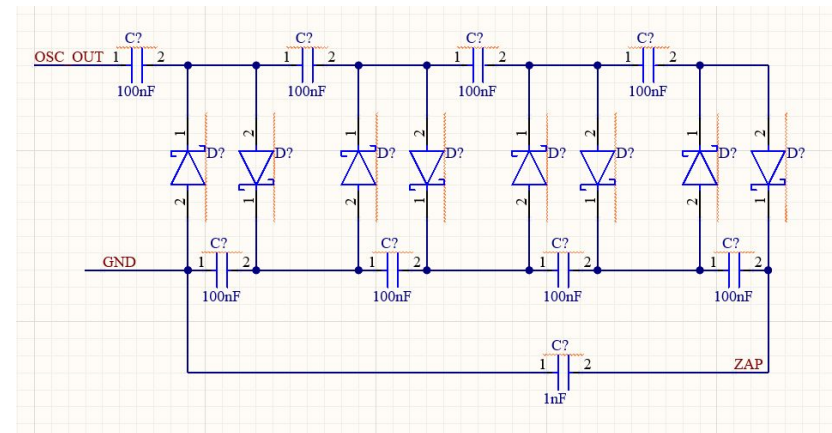 C? C? C? C?
OSC_OUT 1 2 1 2 1 2 1 2
100nF 100nF 100nF 100nF
1 2 1 2 1 2 1 2
D? D? D? D? D? D? D? D?
2 1 2 1 2 1 2 1
C? C? C? C?
GND 1 2 1 2 1 2 1 2
100nF 100nF 100nF 100nF
C?
1 2 ZAP
1nF